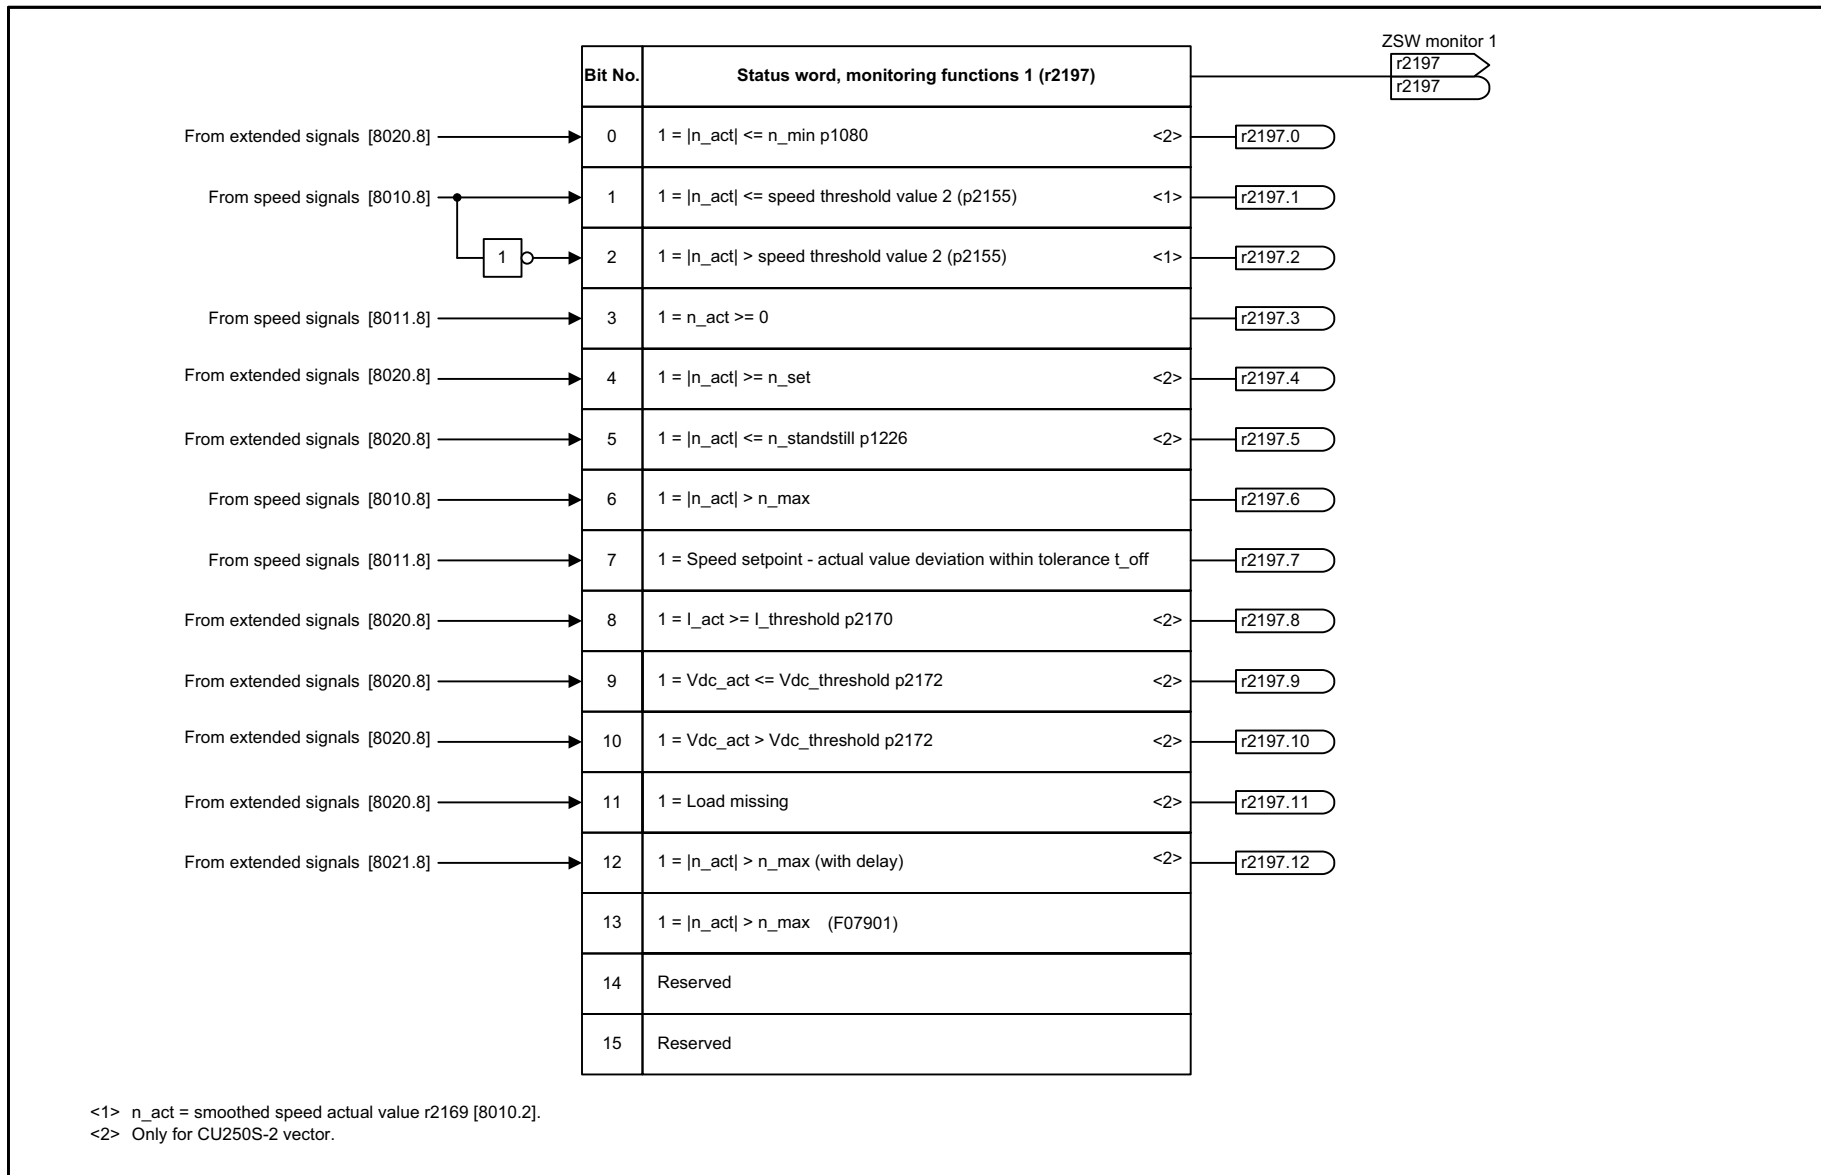 ZSW monitor 1
Bit No. Status word, monitoring functions 1 (r2197) r2197
r2197
From extended signals [8020.8] 0 1 = |n_act| <= n_min p1080 <2> r2197.0
From speed signals [8010.8] 1 1 = |n_act| <= speed threshold value 2 (p2155) <1> r2197.1
1 2 1 = |n_act| > speed threshold value 2 (p2155) <1> r2197.2
From speed signals [8011.8] 3 1 = n_act >= 0 r2197.3
From extended signals [8020.8] 4 1 = |n_act| >= n_set <2> r2197.4
From extended signals [8020.8] 5 1 = |n_act| <= n_standstill p1226 <2> r2197.5
From speed signals [8010.8] 6 1 = |n_act| > n_max r2197.6
From speed signals [8011.8] 7 1 = Speed setpoint - actual value deviation within tolerance t_off r2197.7
From extended signals [8020.8] 8 1 = I_act >= I_threshold p2170 <2> r2197.8
From extended signals [8020.8] 9 1 = Vdc_act <= Vdc_threshold p2172 <2> r2197.9
From extended signals [8020.8] 10 1 = Vdc_act > Vdc_threshold p2172 <2> r2197.10
From extended signals [8020.8] 11 1 = Load missing <2> r2197.11
From extended signals [8021.8] 12 1 = |n_act| > n_max (with delay) <2> r2197.12
13 1 = |n_act| > n_max (F07901)
14 Reserved
15 Reserved
<1> n_act = smoothed speed actual value r2169 [8010.2].
<2> Only for CU250S-2 vector.